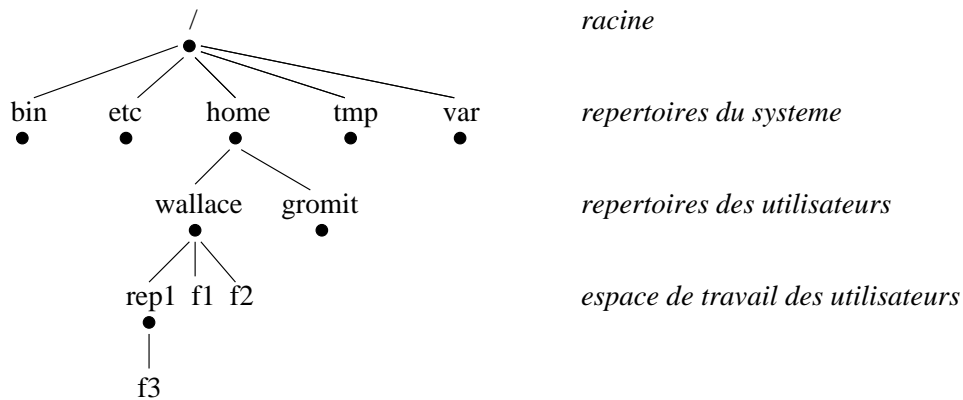 / racine
bin etc home tmp var repertoires du systeme
wallace gromit repertoires des utilisateurs
rep1 f1 f2 espace de travail des utilisateurs
f3